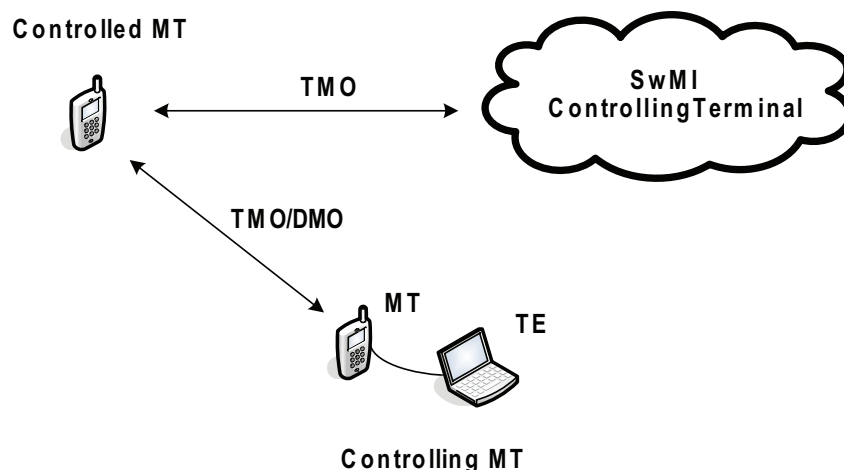 Controlled MT
TMO
SwMI
ControllingTerminal
TMO/DMO
MT
TE
Controlling MT